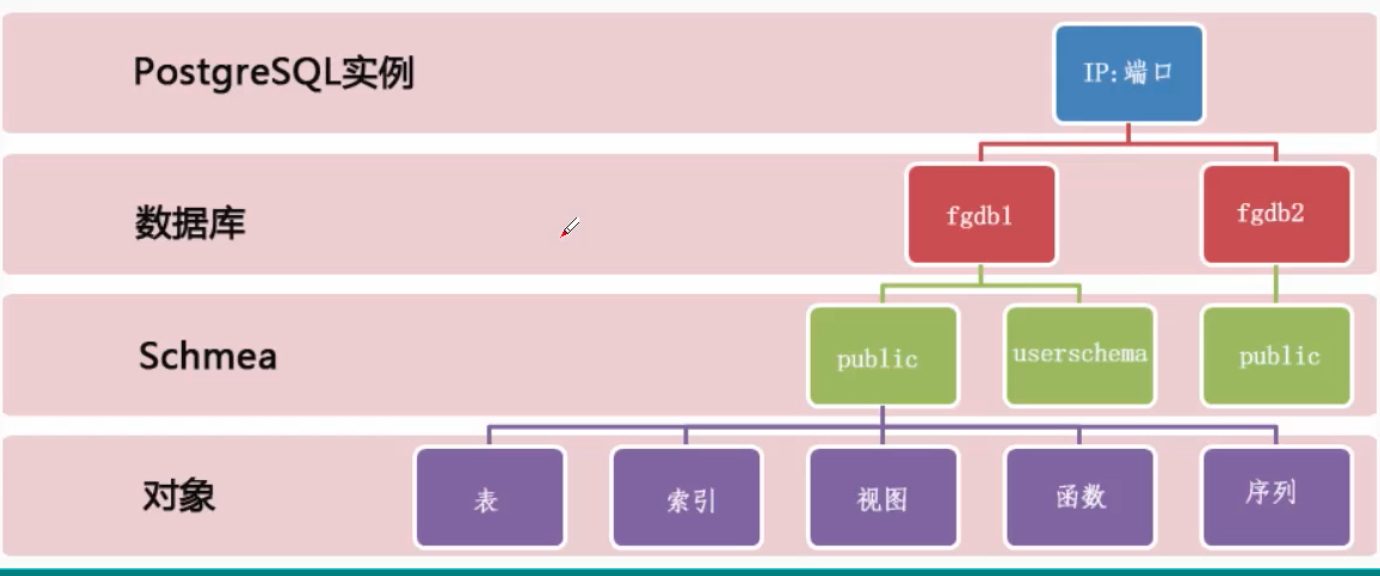 PostgreSQL实例
IP:端口
数据库
fgdb1
fgdb2
Schmea
public
userschema
public
对象
表
索引
视图
函数
序列